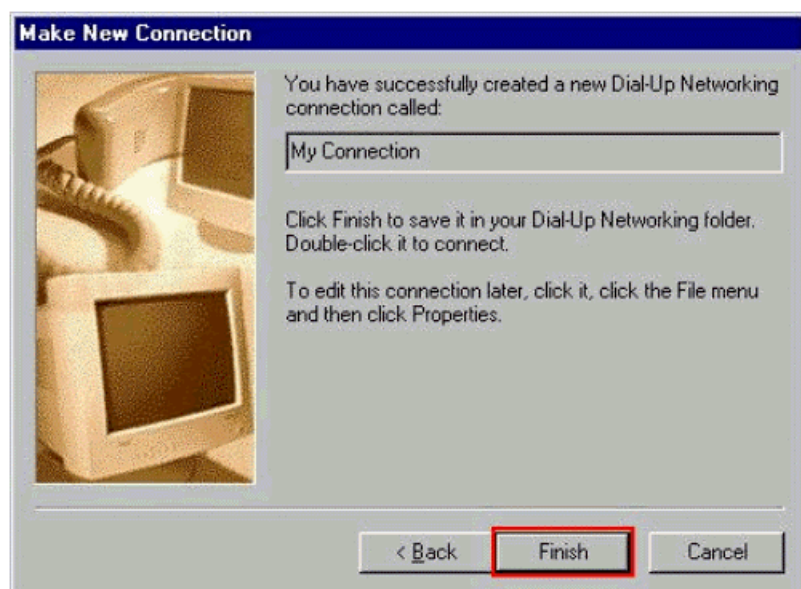 Make New Connection
You have successfully created a new Dial-Up Networking
connection called:
My Connection
Click Finish to save it in your Dial-Up Networking folder.
Double-click it to connect.
To edit this connection later, click it, click the File menu
and then click Properties.
< Back
Finish
Cancel